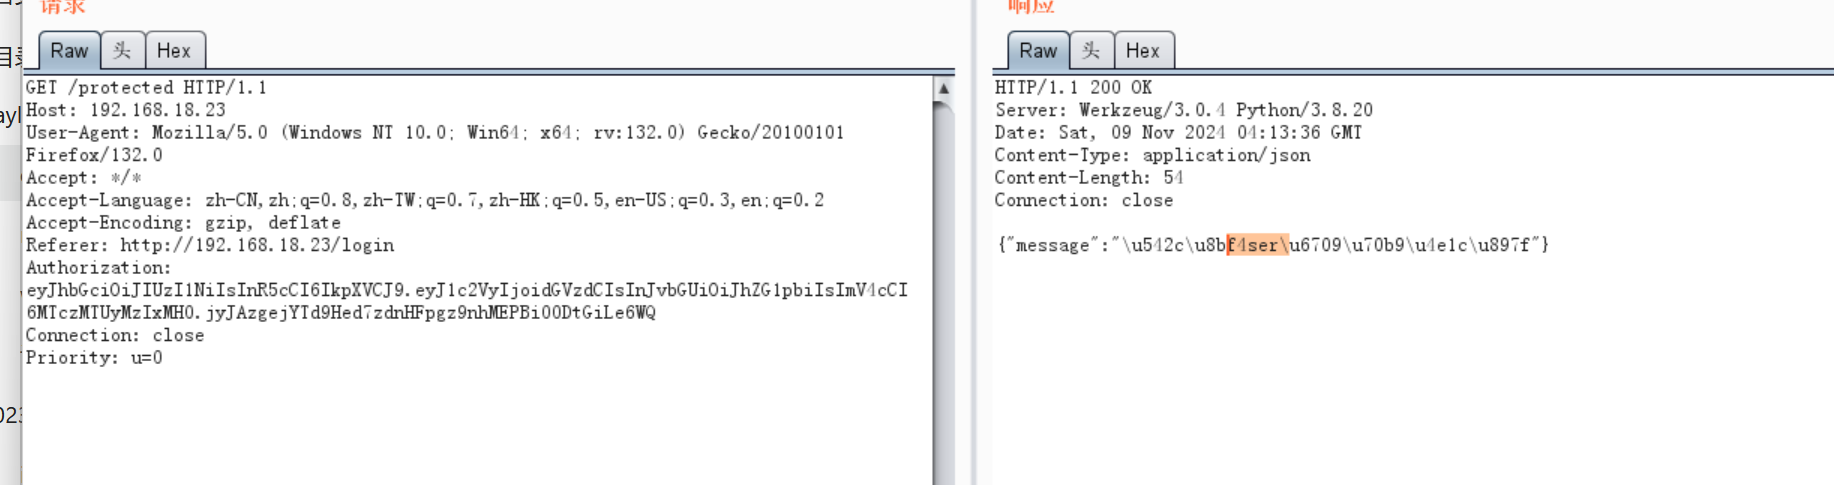 请求
Raw 头 Hex
GET /protected HTTP/1.1
Host: 192.168.18.23
User-Agent: Mozilla/5.0 (Windows NT 10.0; Win64; x64; rv:132.0) Gecko/20100101
Firefox/132.0
Accept: */*
Accept-Language: zh-CN,zh;q=0.8,zh-TW;q=0.7,zh-HK;q=0.5,en-US;q=0.3,en;q=0.2
Accept-Encoding: gzip, deflate
Referer: http://192.168.18.23/login
Authorization:
eyJhbGciOiJIUzI1NiIsInR5cCI6IkpXVCJ9.eyJ1c2VyIjoidGVzdCIsInJvbGUiOiJhZG1pbiIsImV4cCI
6MTczMTUyMzIxMH0.jyJAzgejYTd9Hed7zdnHFpgz9nhMEPBi0ODtGiLe6WQ
Connection: close
Priority: u=0
响应
Raw 头 Hex
HTTP/1.1 200 OK
Server: Werkzeug/3.0.4 Python/3.8.20
Date: Sat, 09 Nov 2024 04:13:36 GMT
Content-Type: application/json
Content-Length: 54
Connection: close
{"message":"\u542c\u8bf4ser\u6709\u70b9\u4e1c\u897f"}